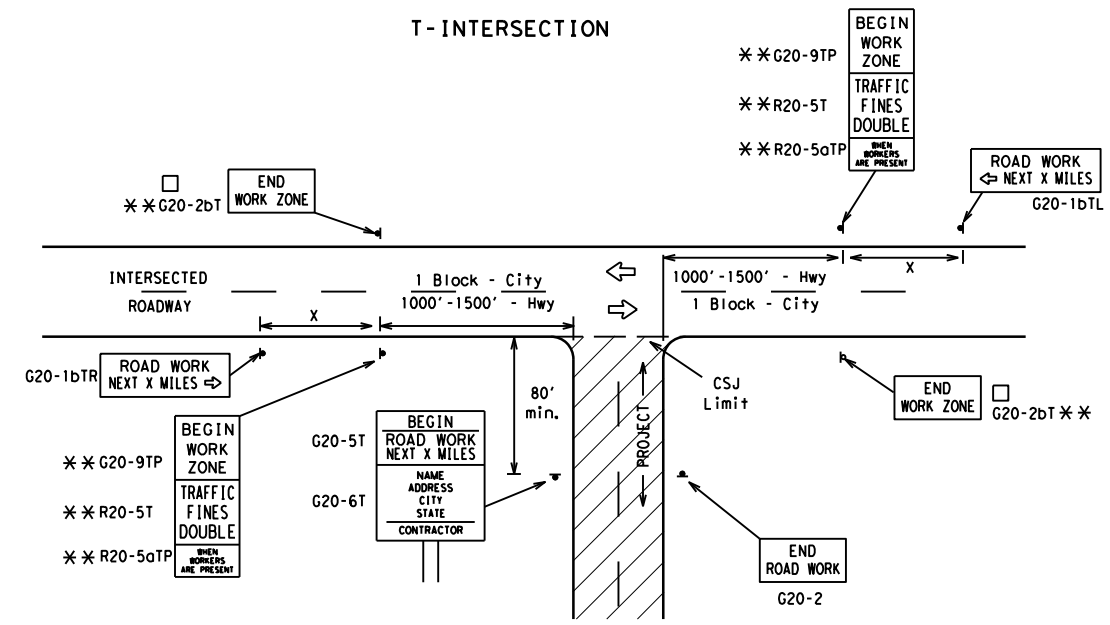 T-INTERSECTION
BEGIN
WORK
ZONE
TRAFFIC
FINES
DOUBLE
WHEN
WORKERS
ARE PRESENT
**G20-9TP
**R20-5T
**R20-5aTP
ROAD WORK
⇦ NEXT X MILES
G20-1bTL
END
WORK ZONE
□
**G20-2bT
INTERSECTED
ROADWAY
1 Block - City
1000'-1500' - Hwy
X
1000'-1500' - Hwy
1 Block - City
X
G20-1bTR
ROAD WORK
NEXT X MILES ⇨
80'
min.
CSJ
Limit
PROJECT
END
WORK ZONE
□
G20-2bT**
BEGIN
WORK
ZONE
TRAFFIC
FINES
DOUBLE
WHEN
WORKERS
ARE PRESENT
**G20-9TP
**R20-5T
**R20-5aTP
G20-5T
G20-6T
BEGIN
ROAD WORK
NEXT X MILES
NAME
ADDRESS
CITY
STATE
CONTRACTOR
END
ROAD WORK
G20-2